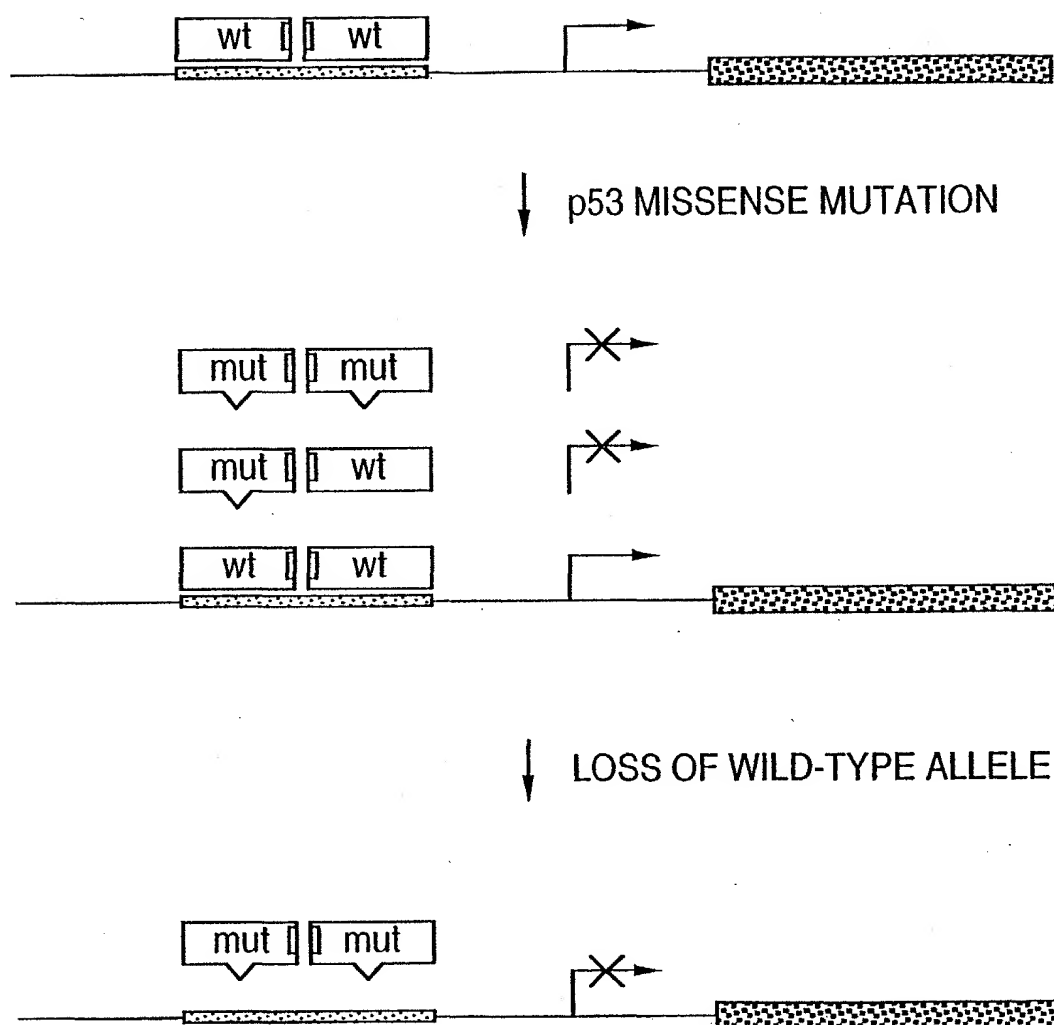 wt wt
p53 MISSENSE MUTATION
mut mut
mut wt
wt wt
LOSS OF WILD-TYPE ALLELE
mut mut